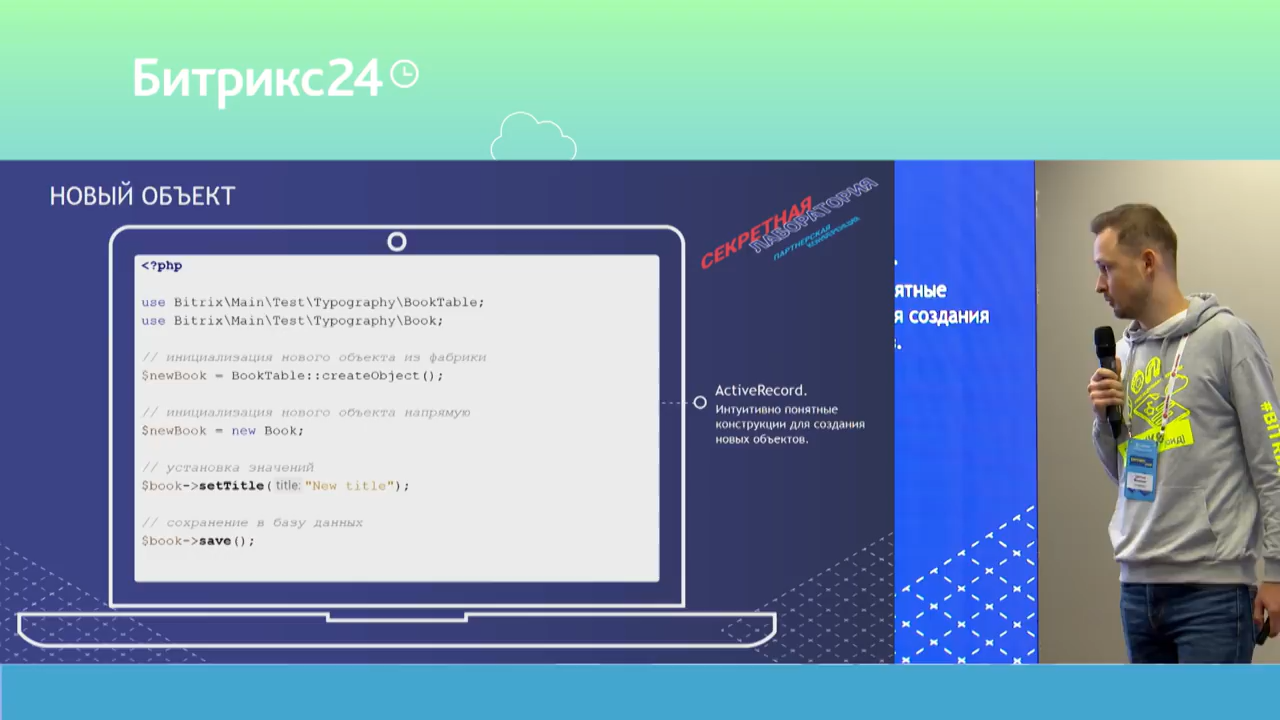 Битрикс24
НОВЫЙ ОБЪЕКТ
СЕКРЕТНАЯ
ЛАБОРАТОРИЯ
ПАРТНЕРСКАЯ
<?php
use Bitrix\Main\Test\Typography\BookTable;
use Bitrix\Main\Test\Typography\Book;
// инициализация нового объекта из фабрики
$newBook = BookTable::createObject();
// инициализация нового объекта напрямую
$newBook = new Book;
// установка значений
$book->setTitle( title: "New title");
// сохранение в базу данных
$book->save();
ActiveRecord.
Интуитивно понятные
конструкции для создания
новых объектов.
ятные
я создания
#BITRE